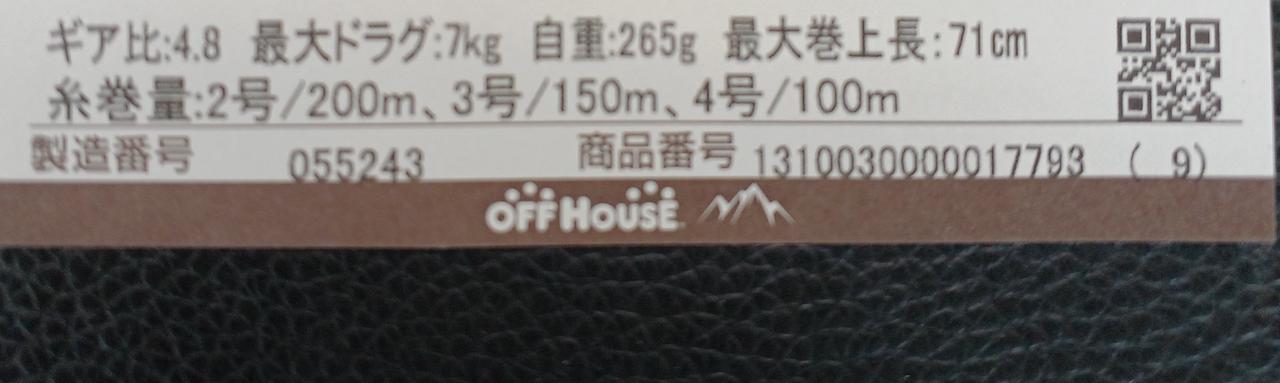 ギア比:4.8 最大ドラグ:7kg 自重:265g 最大巻上長:71cm
糸巻量:2号/200m、3号/150m、4号/100m
製造番号 055243 商品番号 1310030000017793 ( 9)
OFFHOUSE